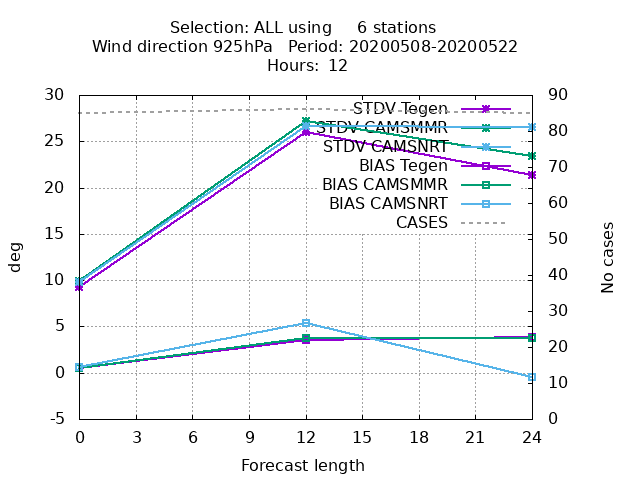 Selection: ALL using     6 stations
Wind direction 925hPa   Period: 20200508-20200522
Hours: 12
30
25
20
15
10
5
0
-5
90
80
70
60
50
40
30
20
10
0
STDV Tegen
STDV CAMSMMR
STDV CAMSNRT
BIAS Tegen
BIAS CAMSMMR
BIAS CAMSNRT
CASES
deg
No cases
0 3 6 9 12 15 18 21 24
Forecast length